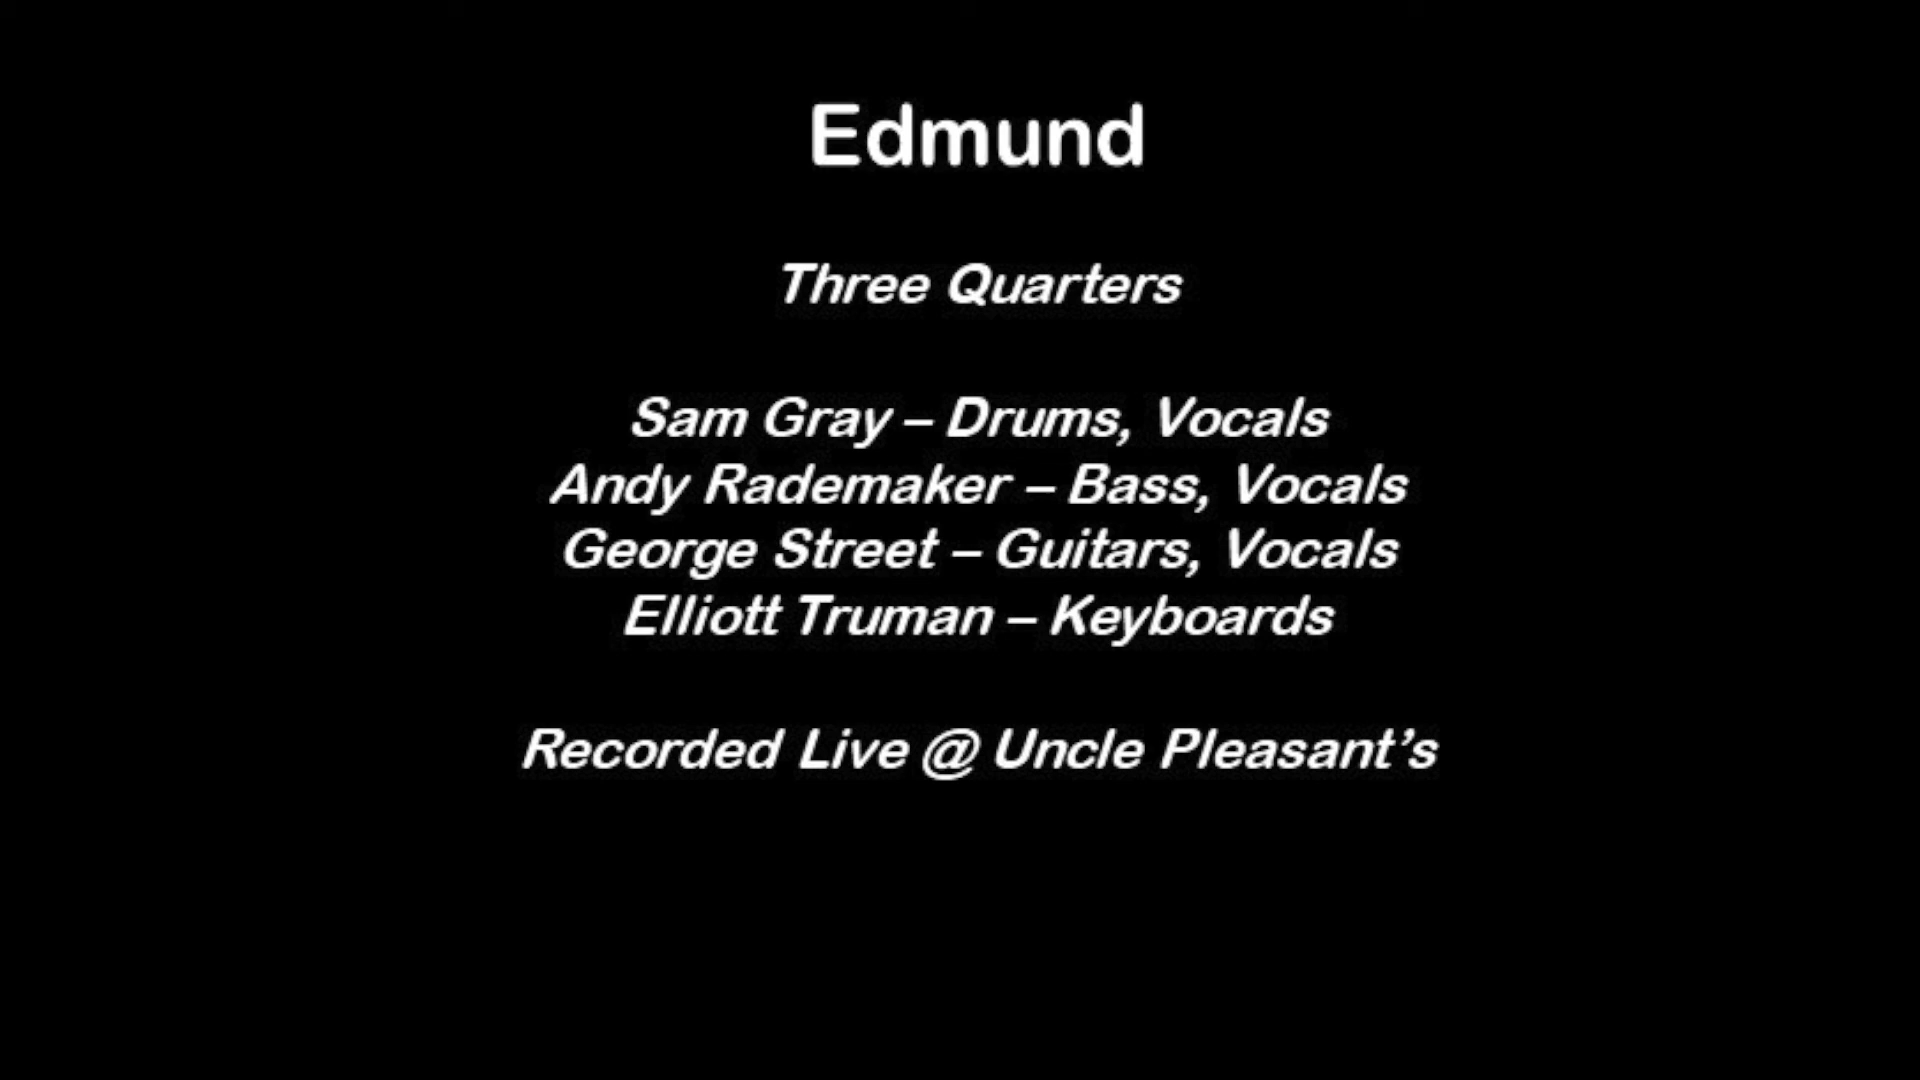 Edmund
Three Quarters
Sam Gray – Drums, Vocals
Andy Rademaker – Bass, Vocals
George Street – Guitars, Vocals
Elliott Truman – Keyboards
Recorded Live @ Uncle Pleasant’s